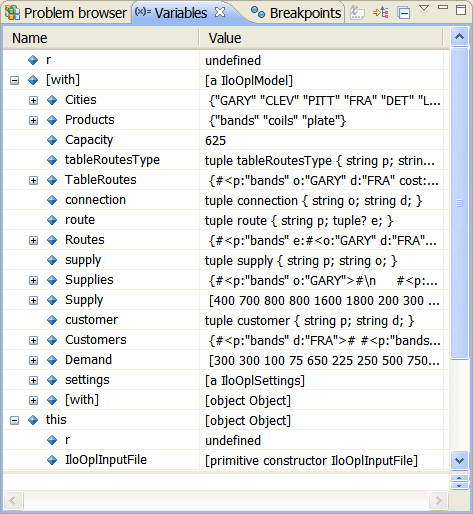 Problem browser (x)= Variables Breakpoints
Name Value
r undefined
[with] [a IloOplModel]
Cities {"GARY" "CLEV" "PITT" "FRA" "DET" "L...
Products {"bands" "coils" "plate"}
Capacity 625
tableRoutesType tuple tableRoutesType { string p; strin...
TableRoutes {#<p:"bands" o:"GARY" d:"FRA" cost:...
connection tuple connection { string o; string d; }
route tuple route { string p; tuple? e; }
Routes {#<p:"bands" e:#<o:"GARY" d:"FRA"...
supply tuple supply { string p; string o; }
Supplies {#<p:"bands" o:"GARY">#\n #<p:...
Supply [400 700 800 800 1600 1800 200 300 ...
customer tuple customer { string p; string d; }
Customers {#<p:"bands" d:"FRA"># #<p:"bands...
Demand [300 300 100 75 650 225 250 500 750...
settings [a IloOplSettings]
[with] [object Object]
this [object Object]
r undefined
IloOplInputFile [primitive constructor IloOplInputFile]